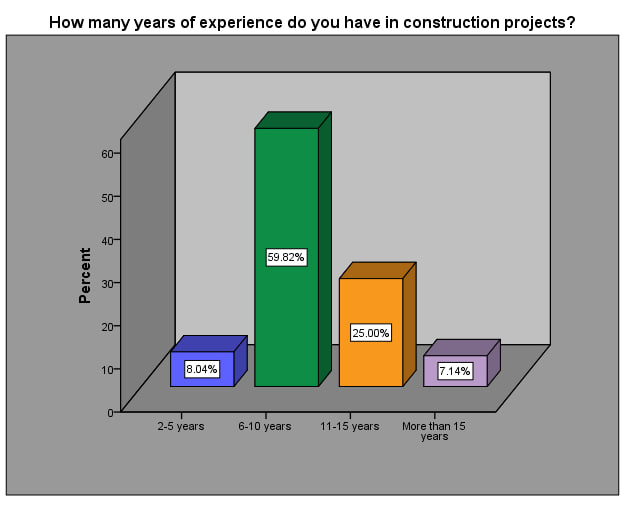 How many years of experience do you have in construction projects?
Percent
60
50
40
30
20
10
0
8.04%
59.82%
25.00%
7.14%
2-5 years
6-10 years
11-15 years
More than 15
years